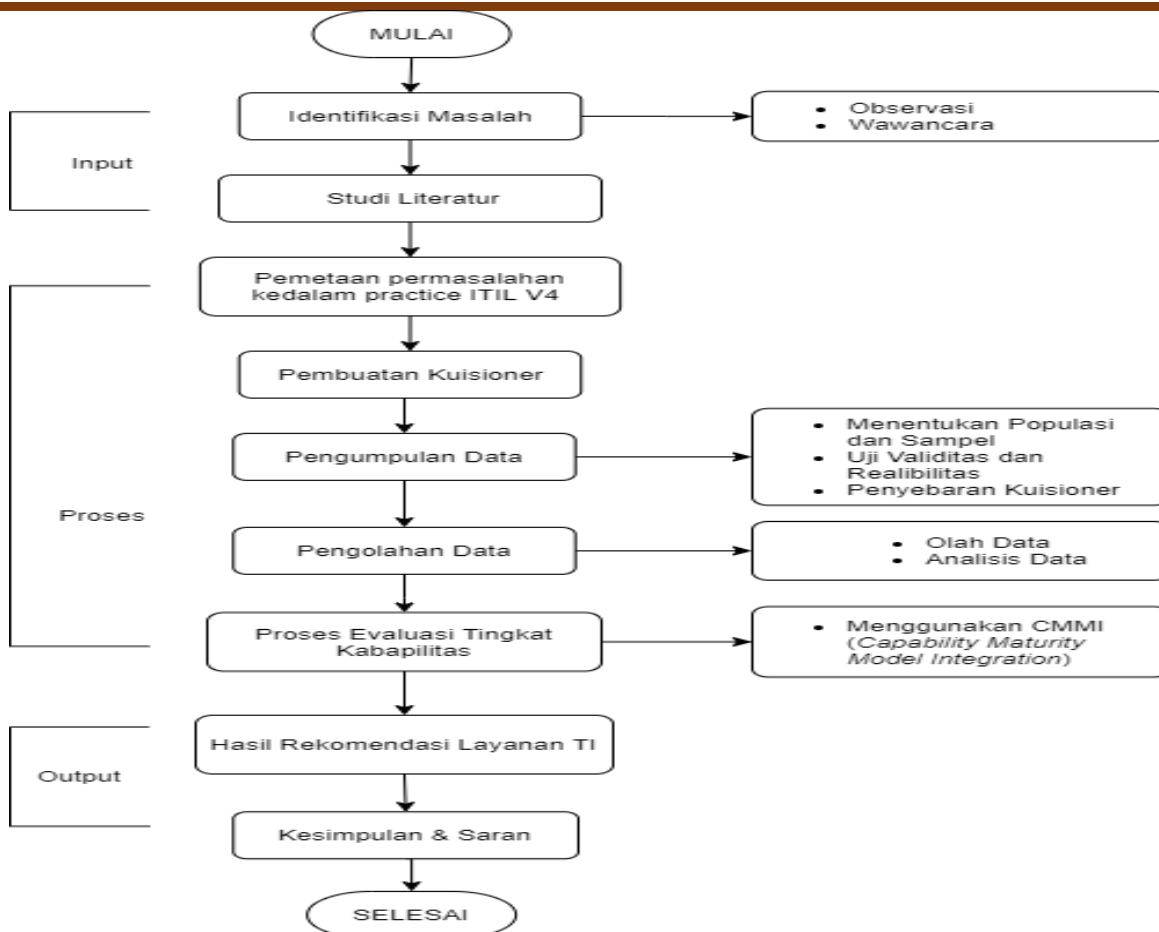 MULAI
Identifikasi Masalah
• Observasi
• Wawancara
Input
Studi Literatur
Pemetaan permasalahan
kedalam practice ITIL V4
Pembuatan Kuisioner
Pengumpulan Data
• Menentukan Populasi
dan Sampel
• Uji Validitas dan
Realibilitas
• Penyebaran Kuisioner
Proses
Pengolahan Data
• Olah Data
• Analisis Data
Proses Evaluasi Tingkat
Kabapilitas
• Menggunakan CMMI
(Capability Maturity
Model Integration)
Hasil Rekomendasi Layanan TI
Output
Kesimpulan & Saran
SELESAI